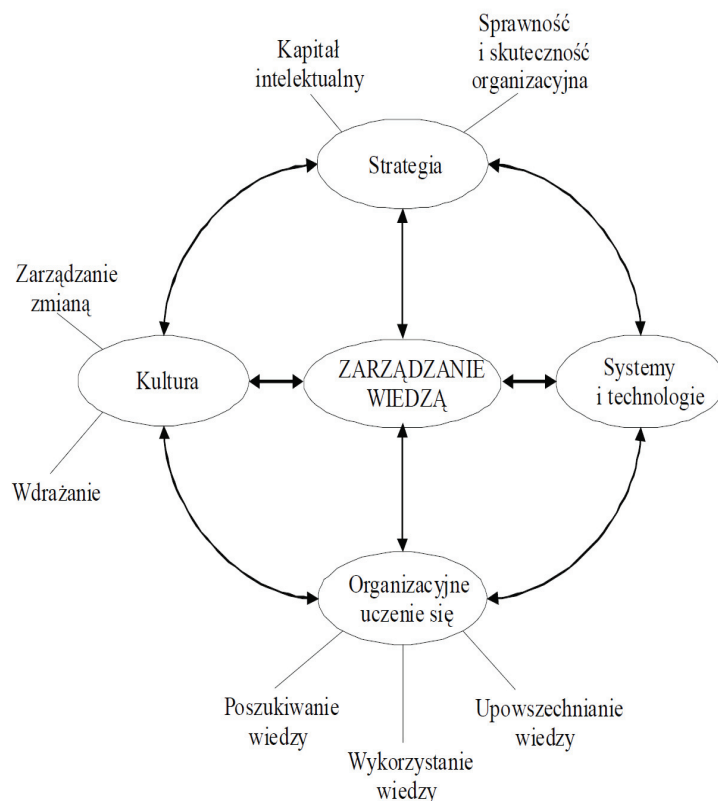 Sprawność
i skuteczność
organizacyjna
Kapitał
intelektualny
Strategia
Zarządzanie
zmianą
Kultura
ZARZĄDZANIE
WIEDZĄ
Systemy
i technologie
Wdrażanie
Organizacyjne
uczenie się
Poszukiwanie
wiedzy
Wykorzystanie
wiedzy
Upowszechnianie
wiedzy